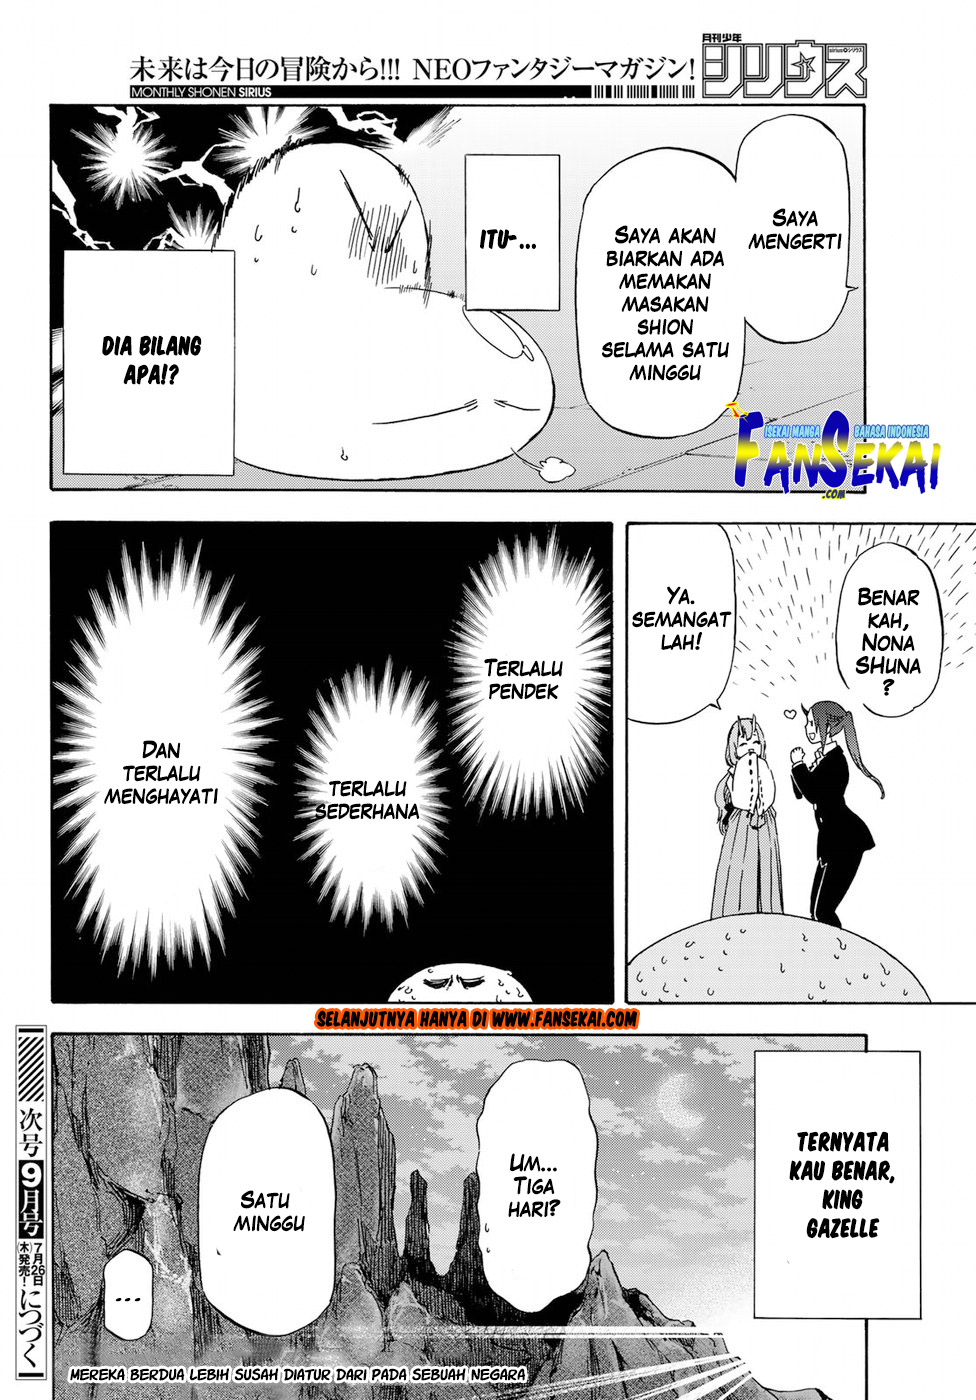 未来は今日の冒険から!!! NEOファンタジーマガジン!
MONTHLY SHONEN SIRIUS
月刊少年
シリウス
sirius●シリウス
SAYA
MENGERTI
SAYA AKAN
BIARKAN ADA
MEMAKAN
MASAKAN
SHION
SELAMA SATU
MINGGU
ITU-...
DIA BILANG
APA!?
ISEKAI MANGA
BAHASA INDONESIA
FANSEKAI
.COM
BENAR
KAH,
NONA
SHUNA
?
YA.
SEMANGAT
LAH!
TERLALU
PENDEK
TERLALU
SEDERHANA
DAN
TERLALU
MENGHAYATI
SELANJUTNYA HANYA DI WWW.FANSEKAI.COM
TERNYATA
KAU BENAR,
KING
GAZELLE
UM...
TIGA
HARI?
SATU
MINGGU
...
MEREKA BERDUA LEBIH SUSAH DIATUR DARI PADA SEBUAH NEGARA
次号9月号7月26日(木)発売!につづく